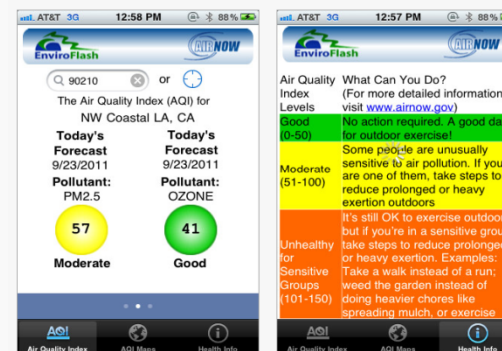 AT&T 3G 12:58 PM 88%
EnviroFlash AIRNOW
90210 or
The Air Quality Index (AQI) for
NW Coastal LA, CA
Today's Today's
Forecast Forecast
9/23/2011 9/23/2011
Pollutant: Pollutant:
PM2.5 OZONE
57 41
Moderate Good
AQI
Air Quality Index AQI Maps Health Info
AT&T 3G 12:57 PM 88%
EnviroFlash AIRNOW
Air Quality What Can You Do?
Index (For more detailed information
Levels visit www.airnow.gov)
Good No action required. A good da
(0-50) for outdoor exercise!
Some people are unusually
sensitive to air pollution. If you
Moderate are one of them, take steps to
(51-100) reduce prolonged or heavy
exertion outdoors
It's still OK to exercise outdoo
but if you're in a sensitive grou
Unhealthy take steps to reduce prolonge
for or heavy exertion. Examples:
Sensitive Take a walk instead of a run;
Groups weed the garden instead of
(101-150) doing heavier chores like
spreading mulch, or exercise
AQI
Air Quality Index AQI Maps Health Info